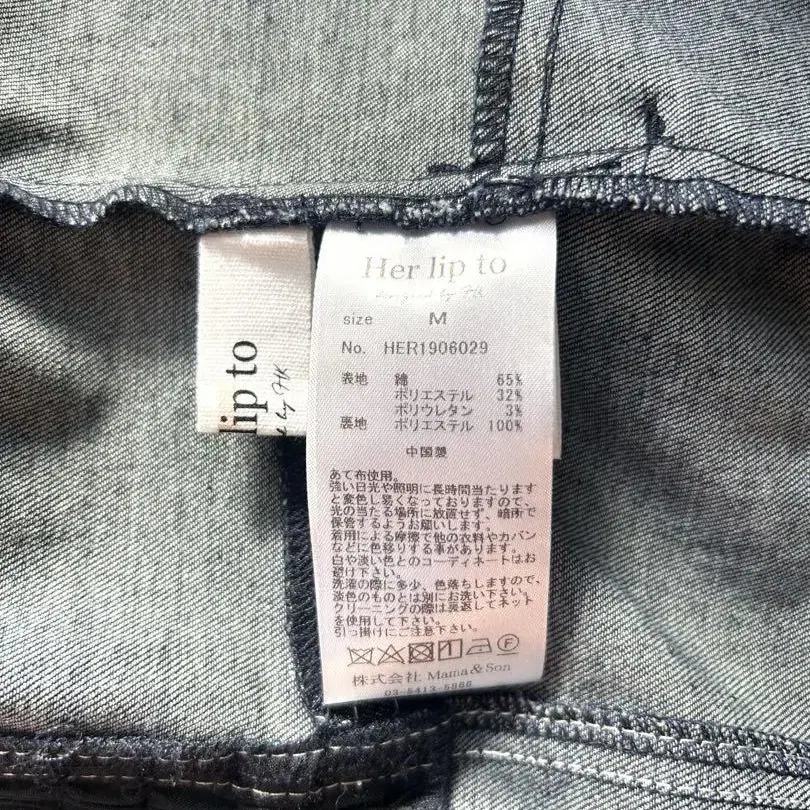 Her lip to
designed by HK
size M
No. HER1906029
表地 綿 65%
ポリエステル 32%
ポリウレタン 3%
裏地 ポリエステル 100%
中国製
あて布使用。
強い日光や照明に長時間当たります
と変色し易くなっておりますので、
光の当たる場所に放置せず、暗所で
保管するようお願いします。
着用による摩擦で他の衣料やカバン
などに色移りする事があります。
白や淡い色とのコーディネートはお
避け下さい。
洗濯の際に多少、色落ちしますので、
淡色のものとは別にお洗い下さい。
クリーニングの際は裏返してネット
を使用して下さい。
引っ掛けにご注意下さい。
株式会社 Mama&Son
03-5413-5866
lip to
by HK